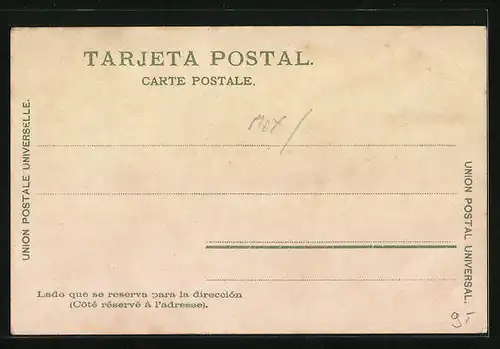 TARJETA POSTAL.
CARTE POSTALE.
UNION POSTALE UNIVERSELLE.
UNION POSTAL UNIVERSAL.
Lado que se reserva para la dirección
(Côté réservé à l'adresse).